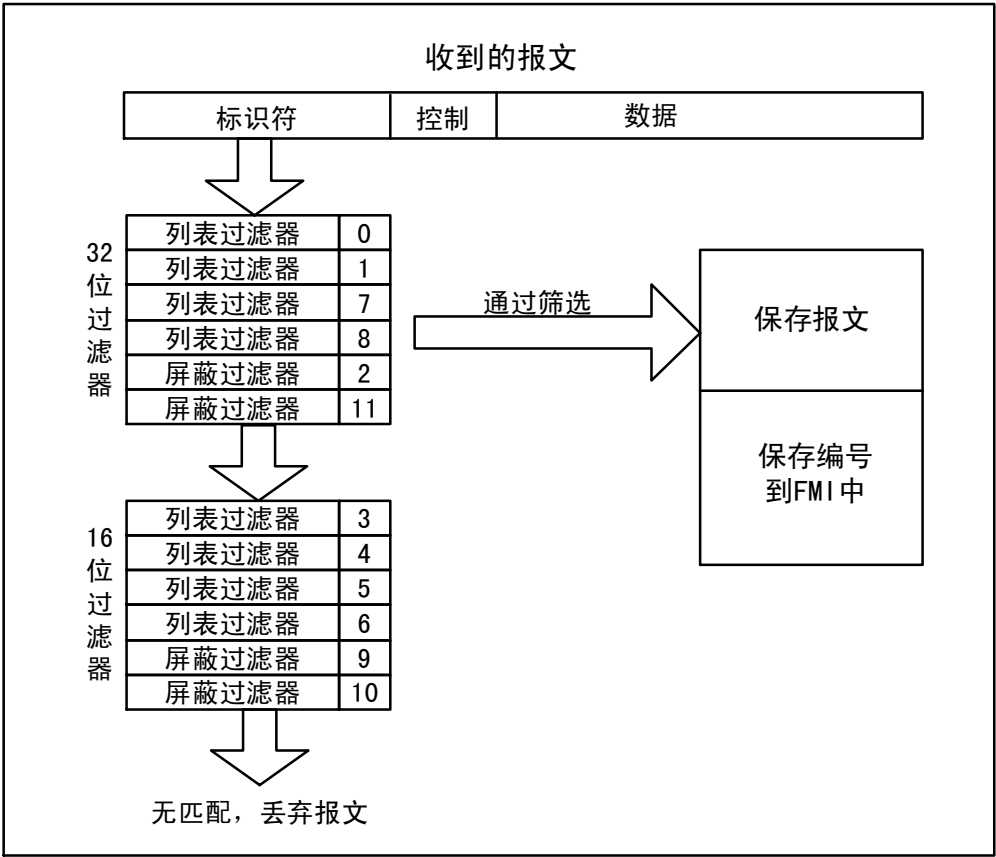 收到的报文
标识符 控制 数据
32位过滤器
列表过滤器 0
列表过滤器 1
列表过滤器 7
列表过滤器 8
屏蔽过滤器 2
屏蔽过滤器 11
通过筛选
保存报文
保存编号
到FMI中
16位过滤器
列表过滤器 3
列表过滤器 4
列表过滤器 5
列表过滤器 6
屏蔽过滤器 9
屏蔽过滤器 10
无匹配，丢弃报文